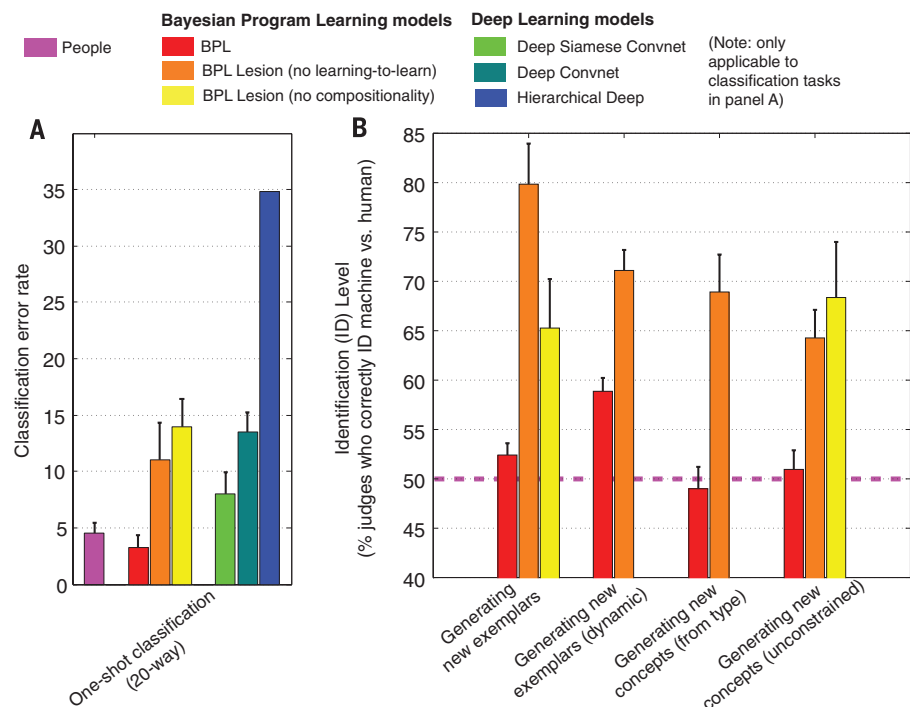 People
Bayesian Program Learning models
BPL
BPL Lesion (no learning-to-learn)
BPL Lesion (no compositionality)
Deep Learning models
Deep Siamese Convnet
Deep Convnet
Hierarchical Deep
(Note: only
applicable to
classification tasks
in panel A)
A
Classification error rate
35
30
25
20
15
10
5
0
One-shot classification
(20-way)
B
Identification (ID) Level
(% judges who correctly ID machine vs. human)
85
80
75
70
65
60
55
50
45
40
Generating
new exemplars
Generating new
exemplars (dynamic)
Generating new
concepts (from type)
Generating new
concepts (unconstrained)